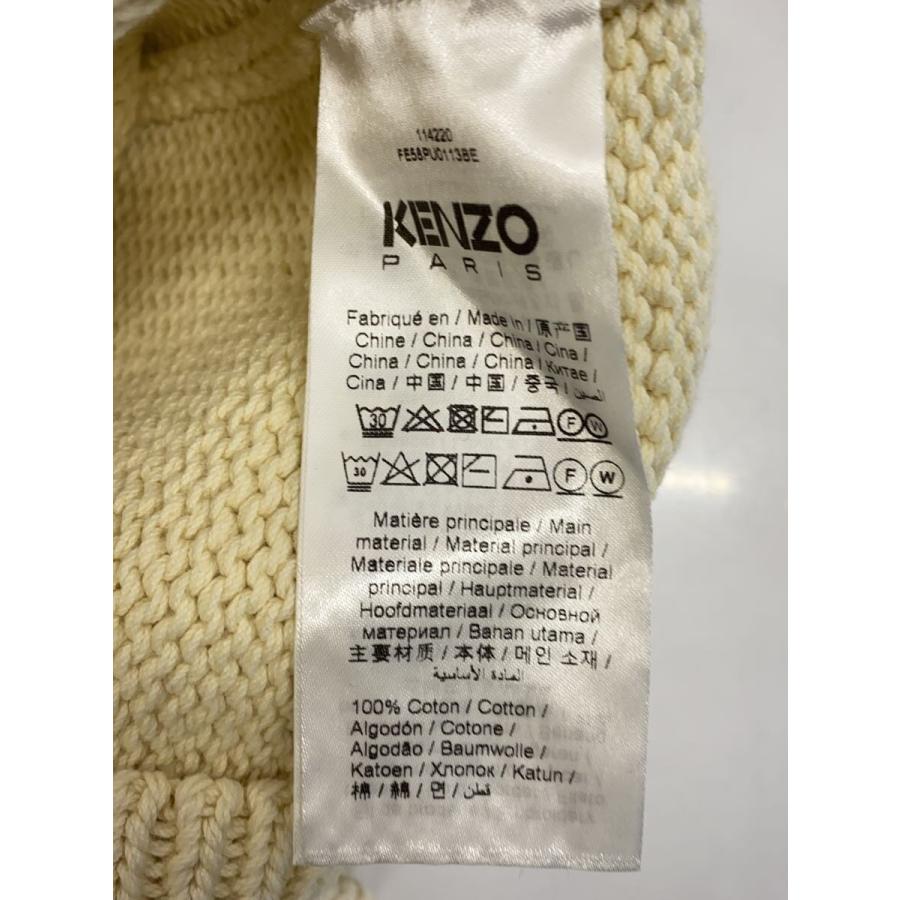 114220
FE58PU0113BE
KENZO
PARIS
Fabriqué en / Made in / 原产国
Chine / China / China / Cina /
China / China / China / Китае /
Cina / 中国 / 中国 / 중국 / الصين
30 F W
30 F W
Matière principale / Main
material / Material principal /
Materiale principale / Material
principal / Hauptmaterial /
Hoofdmateriaal / Основной
материал / Bahan utama /
主要材质 / 本体 / 메인 소재 /
المادة الأساسية
100% Coton / Cotton /
Algodón / Cotone /
Algodão / Baumwolle /
Katoen / Хлопок / Katun /
棉 / 綿 / 면 / قطن